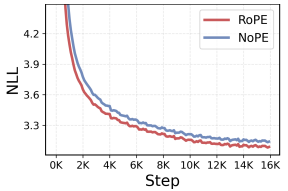 RoPE
NoPE
NLL
4.2
3.9
3.6
3.3
0K 2K 4K 6K 8K 10K 12K 14K 16K
Step